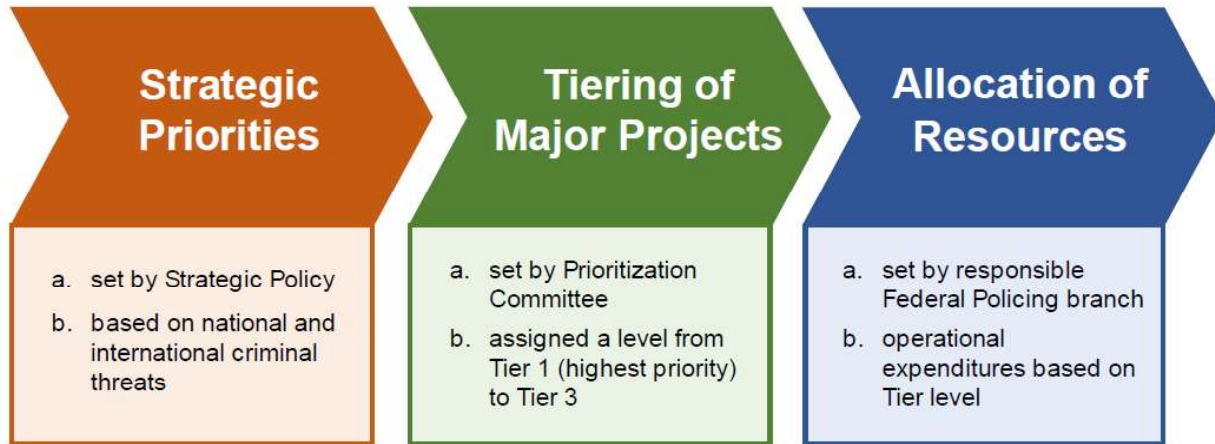 Strategic
Priorities
a. set by Strategic Policy
b. based on national and
international criminal
threats
Tiering of
Major Projects
a. set by Prioritization
Committee
b. assigned a level from
Tier 1 (highest priority)
to Tier 3
Allocation of
Resources
a. set by responsible
Federal Policing branch
b. operational
expenditures based on
Tier level